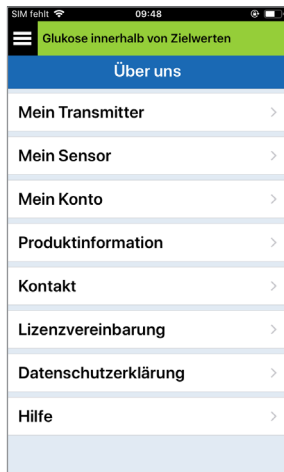 SIM fehlt 09:48
Glukose innerhalb von Zielwerten
Über uns
Mein Transmitter
Mein Sensor
Mein Konto
Produktinformation
Kontakt
Lizenzvereinbarung
Datenschutzerklärung
Hilfe